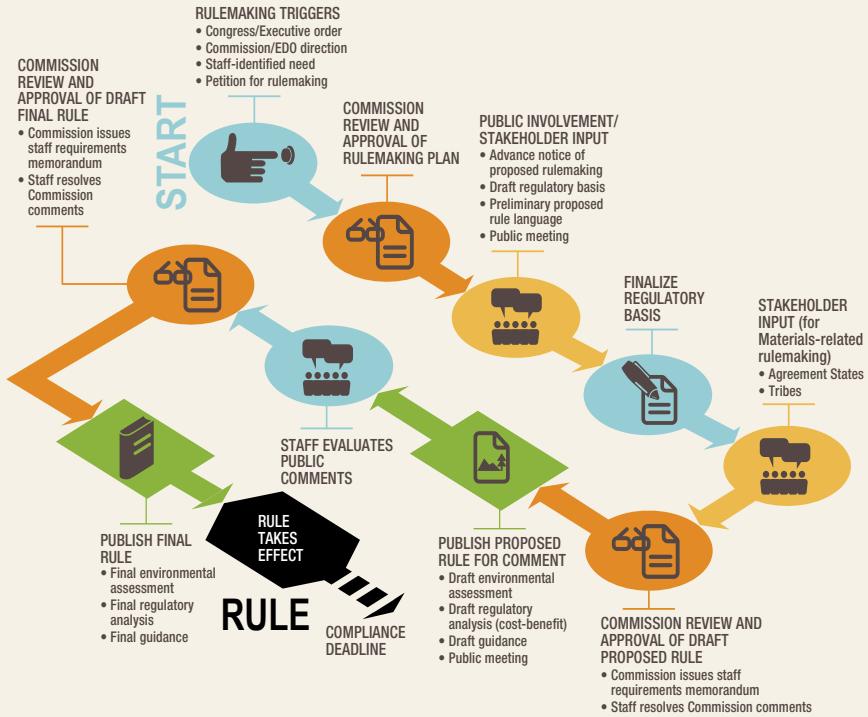 RULEMAKING TRIGGERS
• Congress/Executive order
• Commission/EDO direction
• Staff-identified need
• Petition for rulemaking
START
COMMISSION
REVIEW AND
APPROVAL OF
RULEMAKING PLAN
PUBLIC INVOLVEMENT/
STAKEHOLDER INPUT
• Advance notice of
proposed rulemaking
• Draft regulatory basis
• Preliminary proposed
rule language
• Public meeting
FINALIZE
REGULATORY
BASIS
STAKEHOLDER
INPUT (for
Materials-related
rulemaking)
• Agreement States
• Tribes
COMMISSION REVIEW AND
APPROVAL OF DRAFT
PROPOSED RULE
• Commission issues staff
requirements memorandum
• Staff resolves Commission comments
PUBLISH PROPOSED
RULE FOR COMMENT
• Draft environmental
assessment
• Draft regulatory
analysis (cost-benefit)
• Draft guidance
• Public meeting
STAFF EVALUATES
PUBLIC
COMMENTS
COMMISSION
REVIEW AND
APPROVAL OF DRAFT
FINAL RULE
• Commission issues
staff requirements
memorandum
• Staff resolves
Commission
comments
PUBLISH FINAL
RULE
• Final environmental
assessment
• Final regulatory
analysis
• Final guidance
RULE
TAKES
EFFECT
RULE
COMPLIANCE
DEADLINE